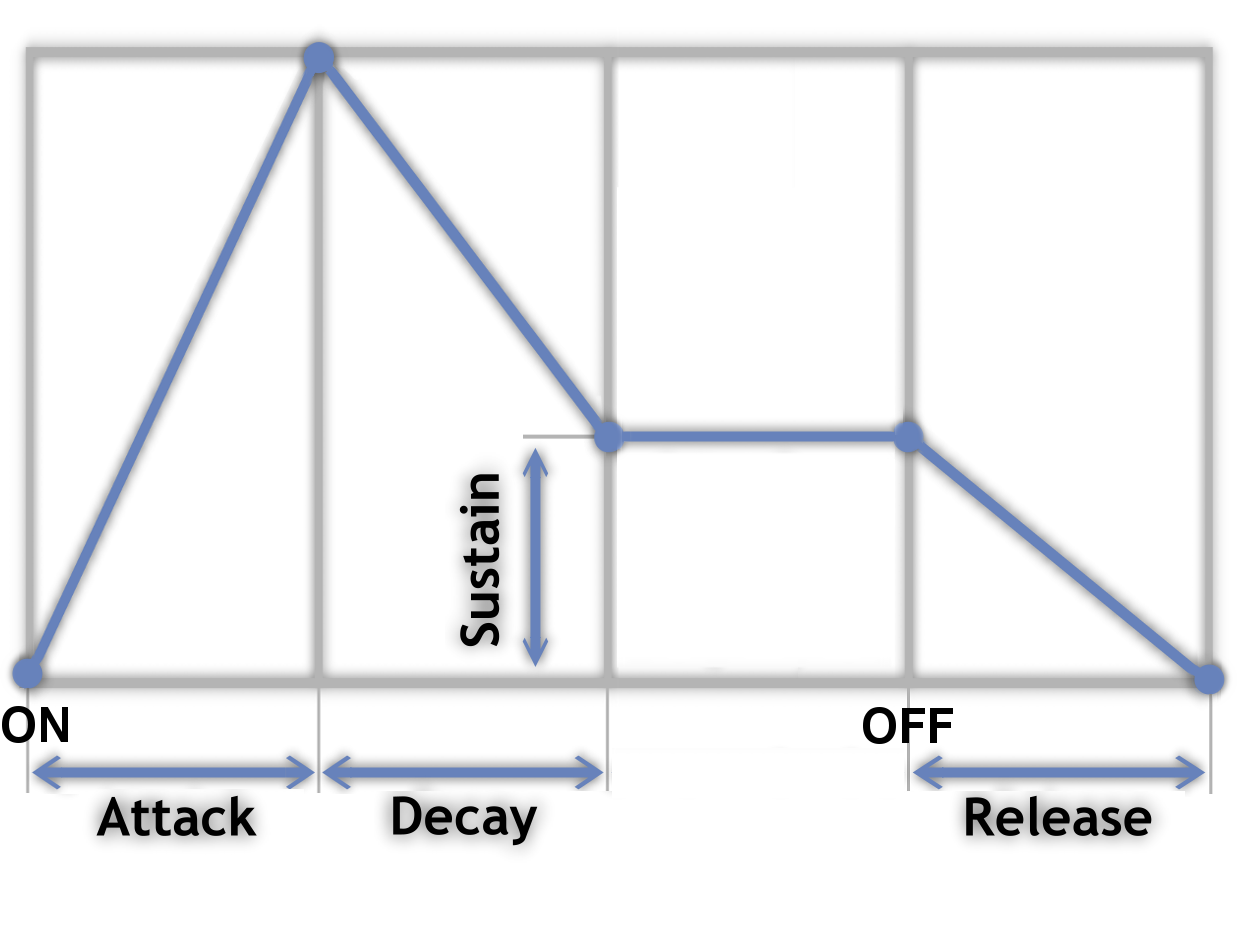 Sustain
ON
OFF
Attack
Decay
Release